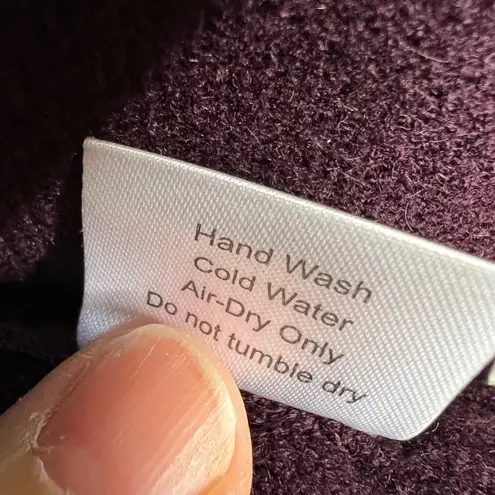 Hand Wash
Cold Water
Air-Dry Only
Do not tumble dry